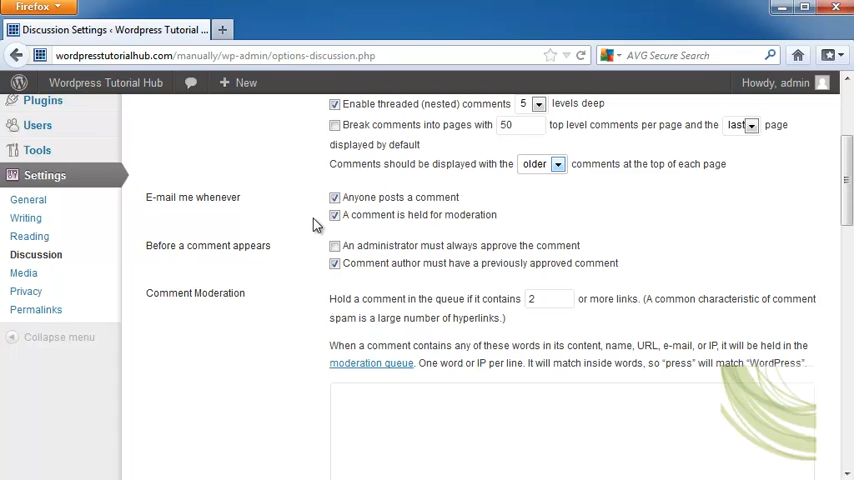 Firefox
Discussion Settings ‹ Wordpress Tutorial ...
wordpresstutorialhub.com/manually/wp-admin/options-discussion.php
AVG Secure Search
Wordpress Tutorial Hub
New
Howdy, admin
Plugins
Users
Tools
Settings
General
Writing
Reading
Discussion
Media
Privacy
Permalinks
Collapse menu
Enable threaded (nested) comments 5 levels deep
Break comments into pages with 50 top level comments per page and the last page
displayed by default
Comments should be displayed with the older comments at the top of each page
E-mail me whenever
Anyone posts a comment
A comment is held for moderation
Before a comment appears
An administrator must always approve the comment
Comment author must have a previously approved comment
Comment Moderation
Hold a comment in the queue if it contains 2 or more links. (A common characteristic of comment
spam is a large number of hyperlinks.)
When a comment contains any of these words in its content, name, URL, e-mail, or IP, it will be held in the
moderation queue. One word or IP per line. It will match inside words, so "press" will match "WordPress".